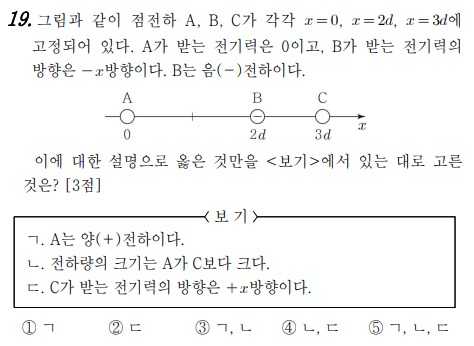 19. 그림과 같이 점전하 A, B, C가 각각 x=0, x=2d, x=3d에
고정되어 있다. A가 받는 전기력은 0이고, B가 받는 전기력의
방향은 -x방향이다. B는 음(-)전하이다.
A B C
0 2d 3d x
이에 대한 설명으로 옳은 것만을 <보기>에서 있는 대로 고른
것은? [3점]
<보 기>
ㄱ. A는 양(+)전하이다.
ㄴ. 전하량의 크기는 A가 C보다 크다.
ㄷ. C가 받는 전기력의 방향은 +x방향이다.
① ㄱ ② ㄷ ③ ㄱ, ㄴ ④ ㄴ, ㄷ ⑤ ㄱ, ㄴ, ㄷ